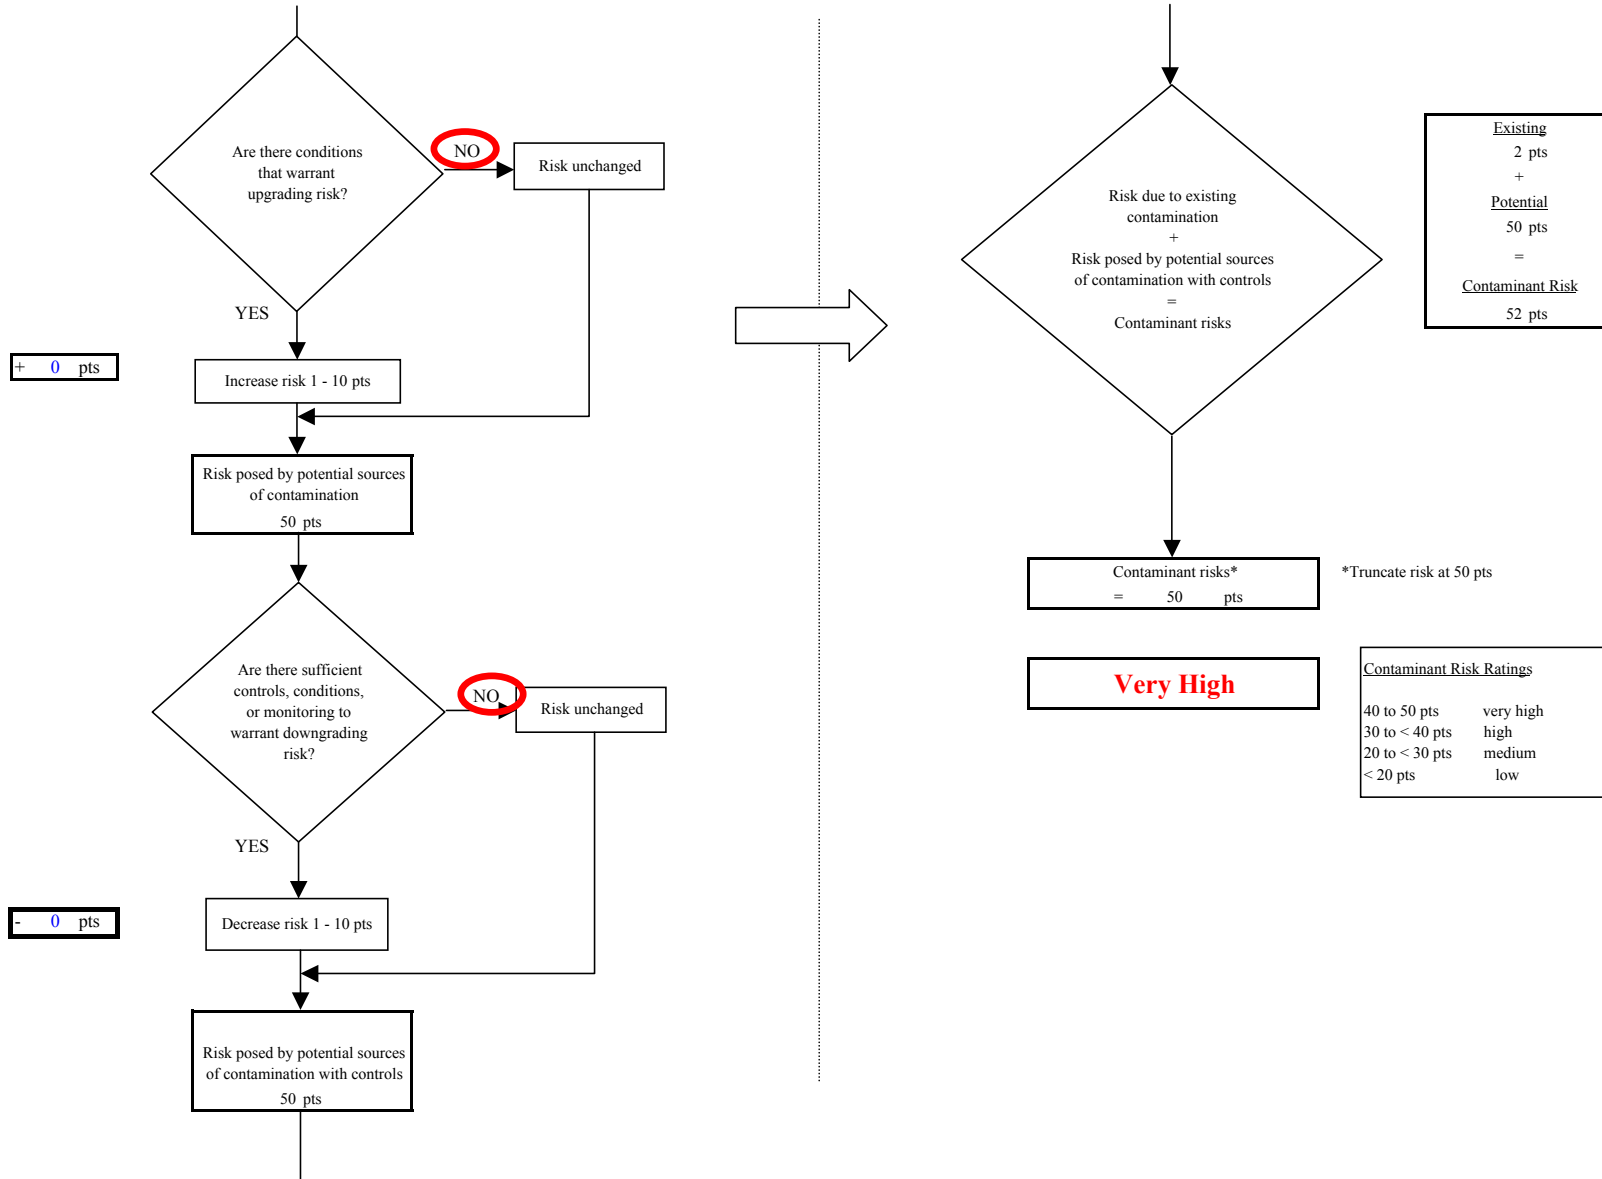 Are there conditions
that warrant
upgrading risk?
NO
Risk unchanged
YES
+ 0 pts
Increase risk 1 - 10 pts
Risk posed by potential sources
of contamination
50 pts
Are there sufficient
controls, conditions,
or monitoring to
warrant downgrading
risk?
NO
Risk unchanged
YES
- 0 pts
Decrease risk 1 - 10 pts
Risk posed by potential sources
of contamination with controls
50 pts
Risk due to existing
contamination
+
Risk posed by potential sources
of contamination with controls
=
Contaminant risks
Existing
2 pts
+
Potential
50 pts
=
Contaminant Risk
52 pts
Contaminant risks*
= 50 pts
*Truncate risk at 50 pts
Very High
Contaminant Risk Ratings
40 to 50 pts very high
30 to < 40 pts high
20 to < 30 pts medium
< 20 pts low